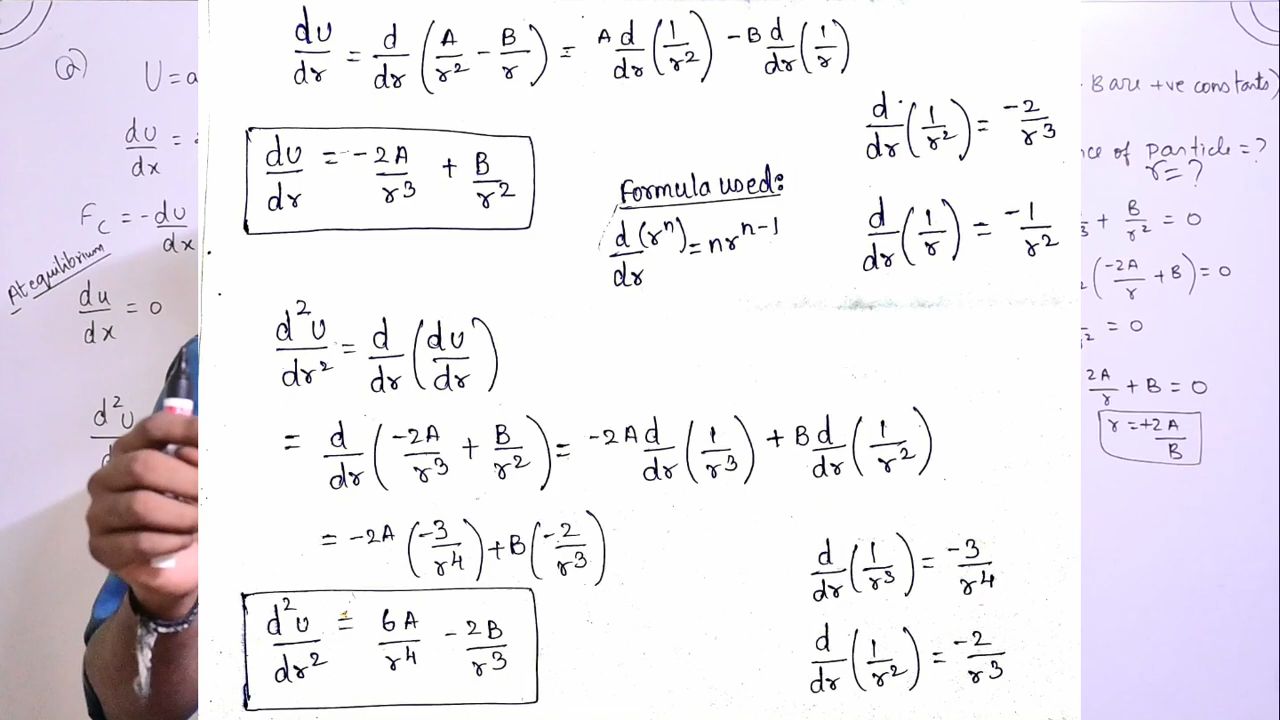 (a)
U = a
dU/dx =
F_C = -dU/dx
At equilibrium
du/dx = 0
d²U
dU/dr = d/dr (A/r² - B/r) = A d/dr (1/r²) - B d/dr (1/r)
dU/dr = -2A/r³ + B/r²
Formula used:
d/dr (rⁿ) = nrⁿ⁻¹
d/dr (1/r²) = -2/r³
d/dr (1/r) = -1/r²
d²U/dr² = d/dr (dU/dr)
= d/dr (-2A/r³ + B/r²) = -2A d/dr (1/r³) + B d/dr (1/r²)
= -2A (-3/r⁴) + B (-2/r³)
d²U/dr² = 6A/r⁴ - 2B/r³
d/dr (1/r³) = -3/r⁴
d/dr (1/r²) = -2/r³
B are +ve constants)
of particle = ?
r = ?
+ B/r² = 0
(-2A/r + B) = 0
= 0
2A/r + B = 0
r = +2A/B